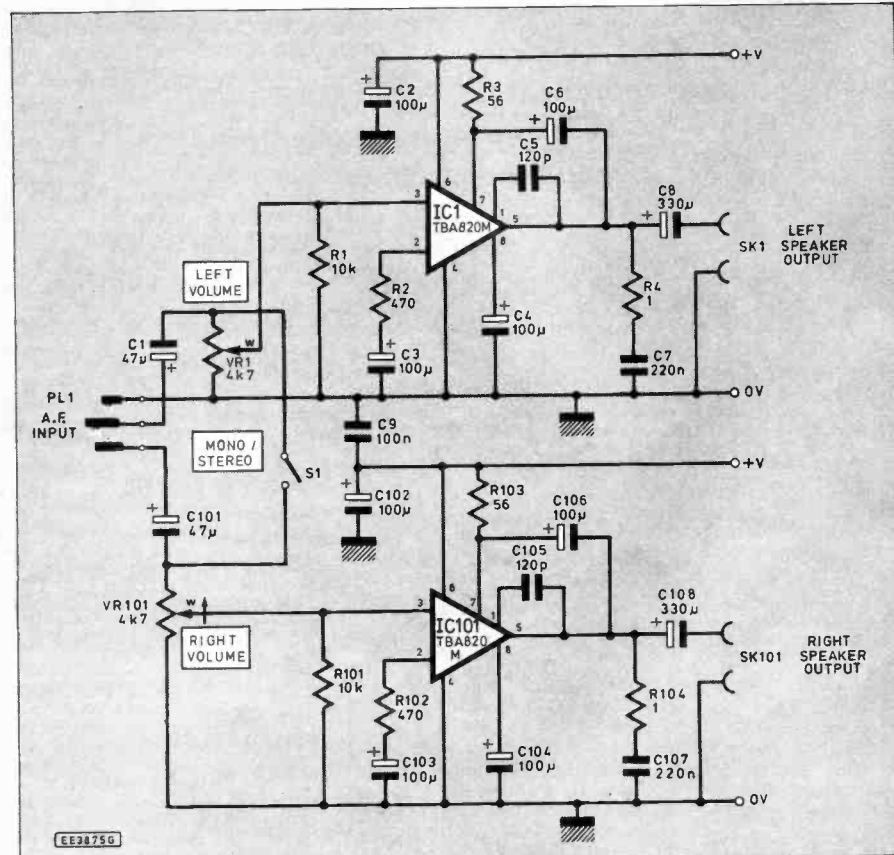 +V
+
C2
100µ
R3
56
C6
100µ
+
C5
120p
6
3
7
1
5
IC1
TBA820M
2
8
4
C8
330µ
+
SK1
LEFT
SPEAKER
OUTPUT
R1
10k
LEFT
VOLUME
R2
470
R4
1
C1
47µ
+
W
VR1
4k7
C3
100µ
+
C4
100µ
+
C7
220n
PL1
A.F.
INPUT
0V
C9
100n
MONO /
STEREO
S1
+V
+
C102
100µ
R103
56
C106
100µ
+
C101
47µ
+
C105
120p
6
7
3
1
5
IC101
TBA820
M
2
8
4
C108
330µ
+
VR101
4k7
W
RIGHT
VOLUME
SK101
RIGHT
SPEAKER
OUTPUT
R101
10k
R102
470
R104
1
C103
100µ
+
C104
100µ
+
C107
220n
0V
EE3875G